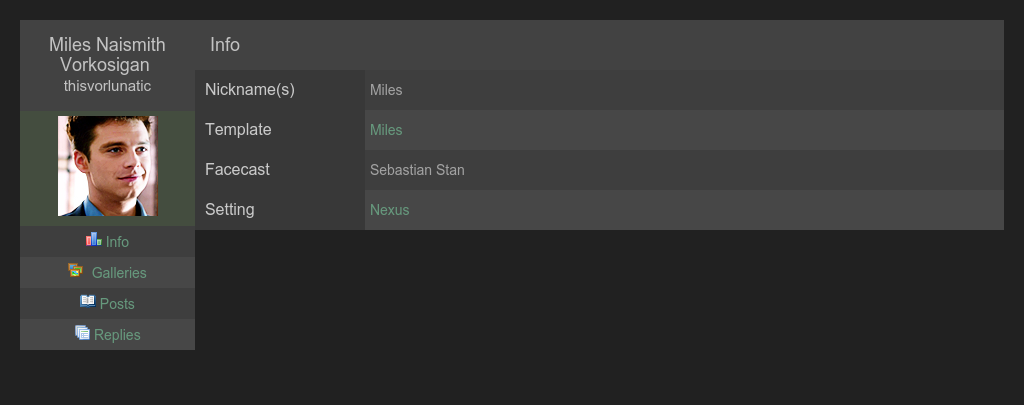 Miles Naismith
Vorkosigan
thisvorlunatic
Info
Galleries
Posts
Replies
Info
Nickname(s) Miles
Template Miles
Facecast Sebastian Stan
Setting Nexus